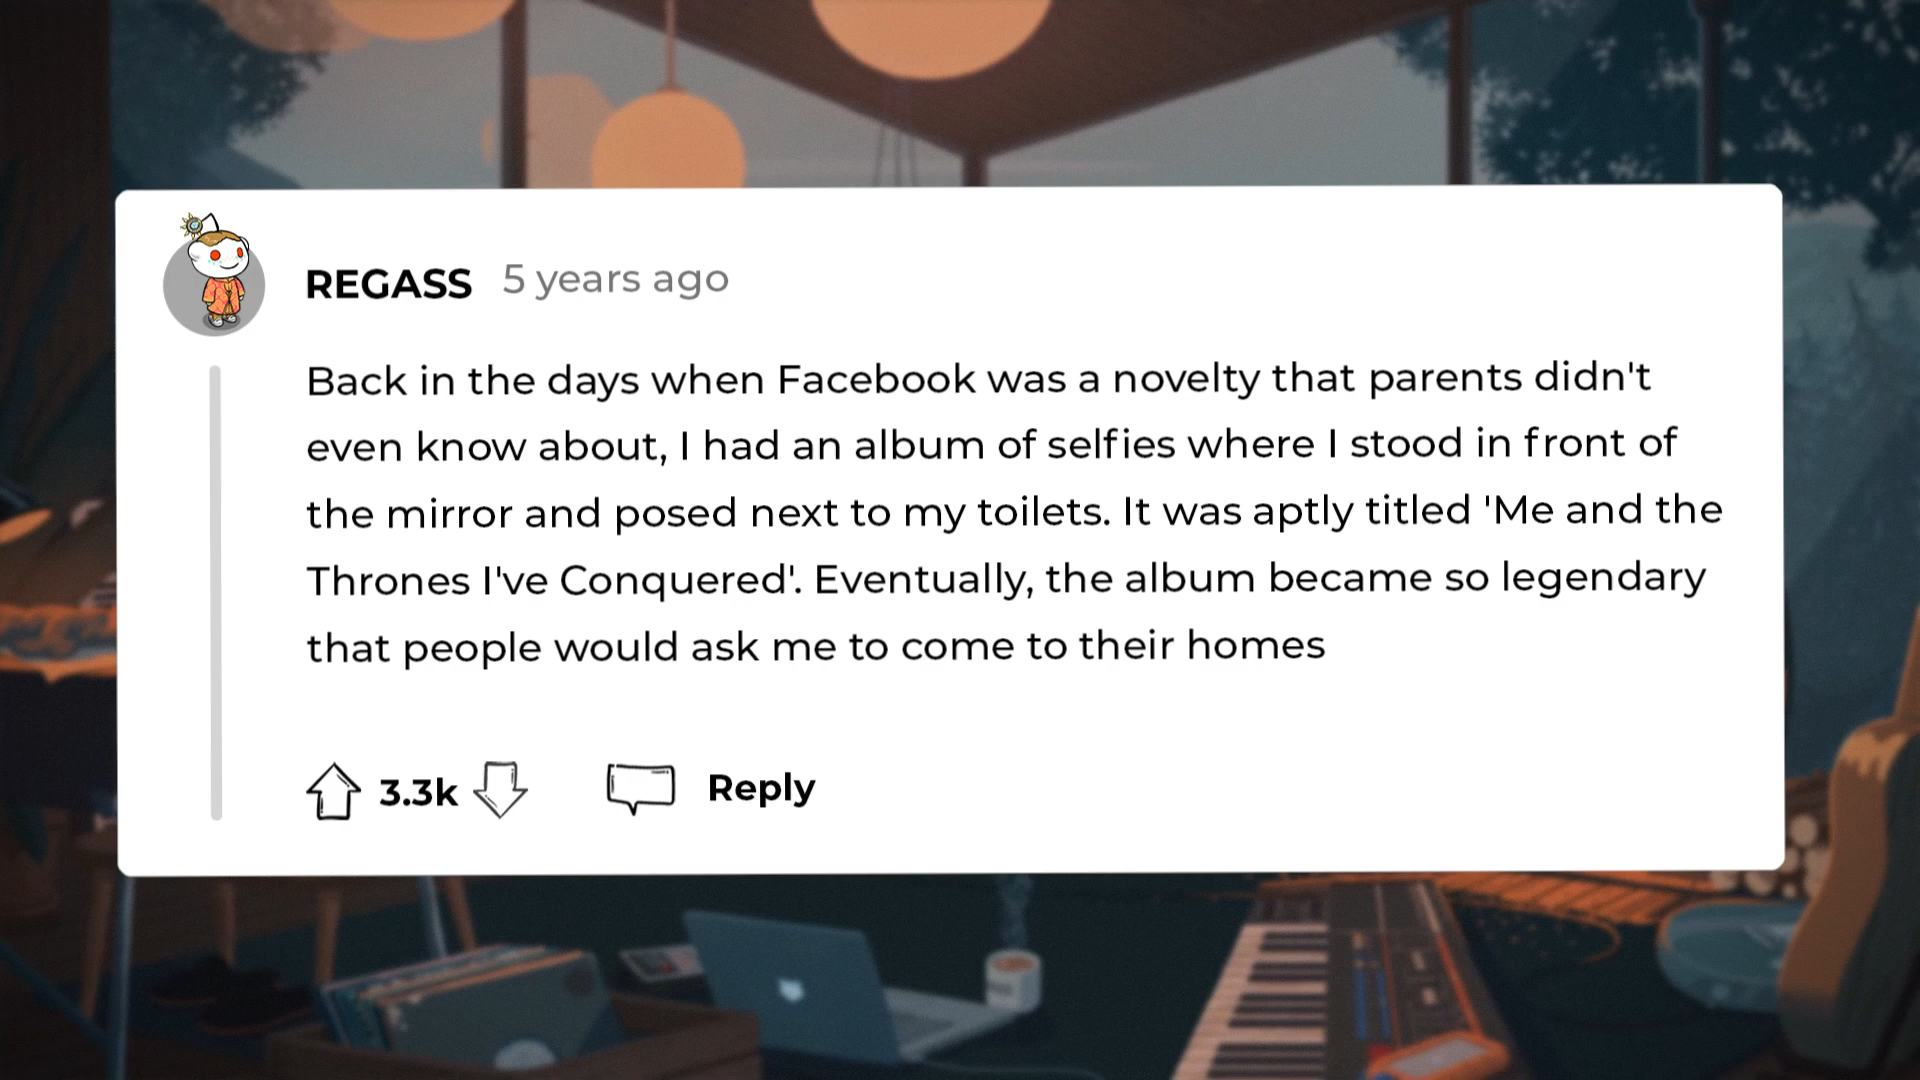 REGASS 5 years ago
Back in the days when Facebook was a novelty that parents didn't
even know about, I had an album of selfies where I stood in front of
the mirror and posed next to my toilets. It was aptly titled 'Me and the
Thrones I've Conquered'. Eventually, the album became so legendary
that people would ask me to come to their homes
3.3k Reply